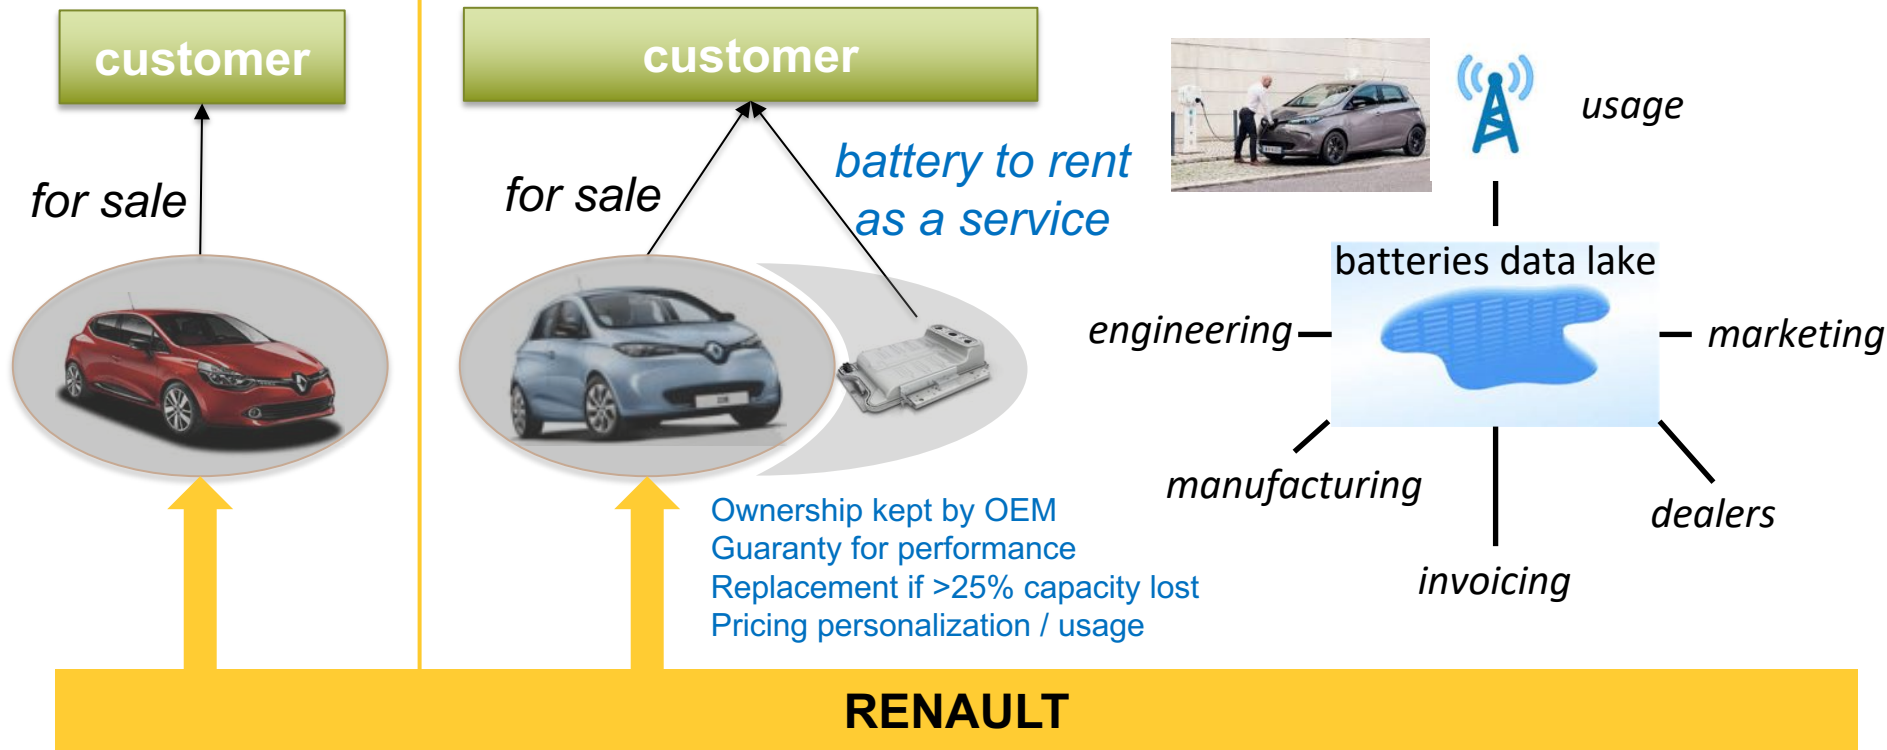 customer
for sale
customer
for sale
battery to rent
as a service
Ownership kept by OEM
Guaranty for performance
Replacement if >25% capacity lost
Pricing personalization / usage
usage
batteries data lake
engineering
marketing
manufacturing
dealers
invoicing
RENAULT